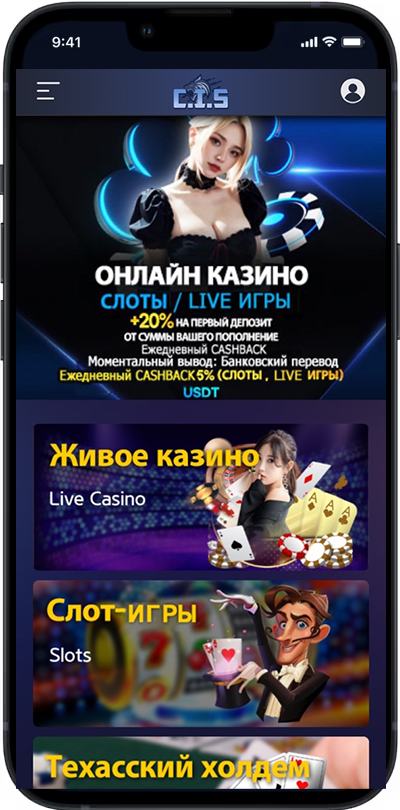 9:41
C.I.S
ОНЛАЙН КАЗИНО
СЛОТЫ / LIVE ИГРЫ
+20% НА ПЕРВЫЙ ДЕПОЗИТ
ОТ СУММЫ ВАШЕГО ПОПОЛНЕНИЕ
Ежедневный CASHBACK
Моментальный вывод: Банковский перевод
Ежедневный CASHBACK 5% (СЛОТЫ, LIVE ИГРЫ)
USDT
Живое казино
Live Casino
A A A
Слот-игры
Slots
7
Техасский холдем